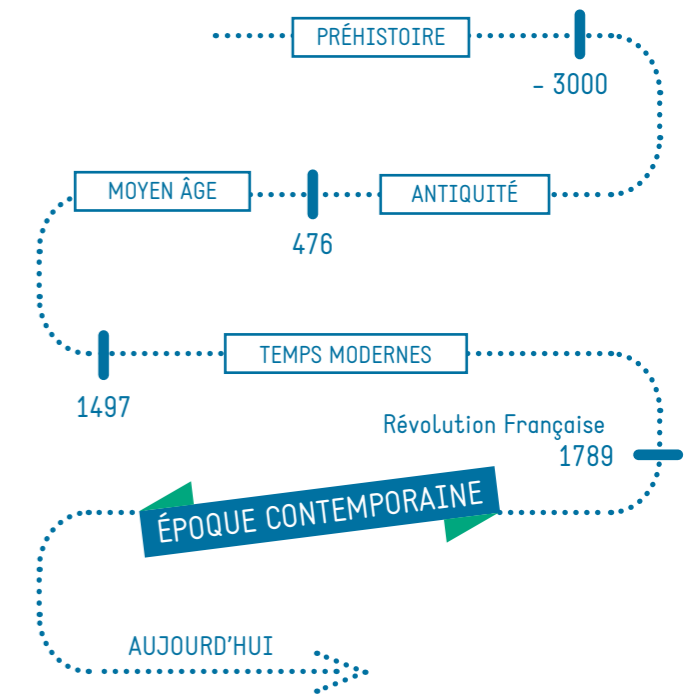 PRÉHISTOIRE
- 3000
MOYEN ÂGE
ANTIQUITÉ
476
TEMPS MODERNES
1497
Révolution Française
1789
ÉPOQUE CONTEMPORAINE
AUJOURD'HUI